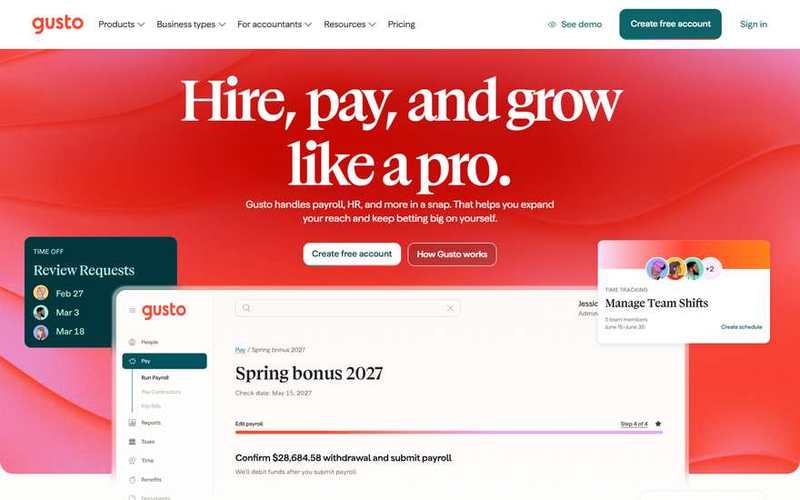 gusto
Products
Business types
For accountants
Resources
Pricing
See demo
Create free account
Sign in
Hire, pay, and grow
like a pro.
Gusto handles payroll, HR, and more in a snap. That helps you expand
your reach and keep betting big on yourself.
Create free account
How Gusto works
TIME OFF
Review Requests
Feb 27
Mar 3
Mar 18
+2
TIME TRACKING
Manage Team Shifts
5 team members
June 15–June 30
Create schedule
gusto
Jessic
Admin
People
Pay
Run Payroll
Pay Contractors
Pay Bills
Reports
Taxes
Time
Benefits
Documents
Pay / Spring bonus 2027
Spring bonus 2027
Check date: May 15, 2027
Edit payroll
Step 4 of 4
Confirm $28,684.58 withdrawal and submit payroll
We'll debit funds after you submit payroll